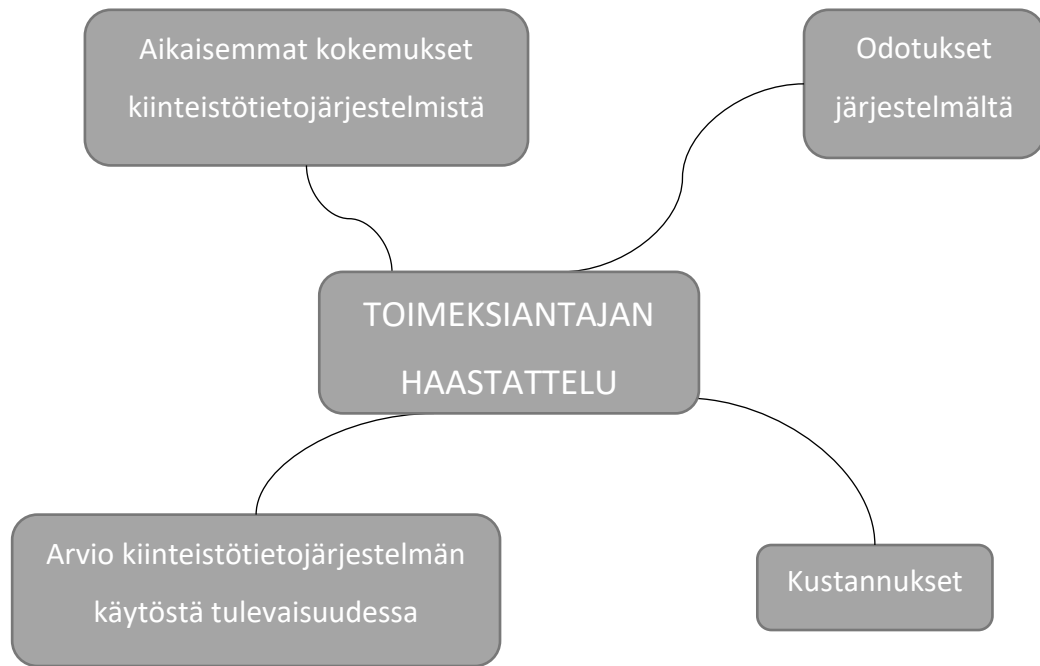 Aikaisemmat kokemukset
kiinteistötietojärjestelmistä
Odotukset
järjestelmältä
TOIMEKSIANTAJAN
HAASTATTELU
Arvio kiinteistötietojärjestelmän
käytöstä tulevaisuudessa
Kustannukset